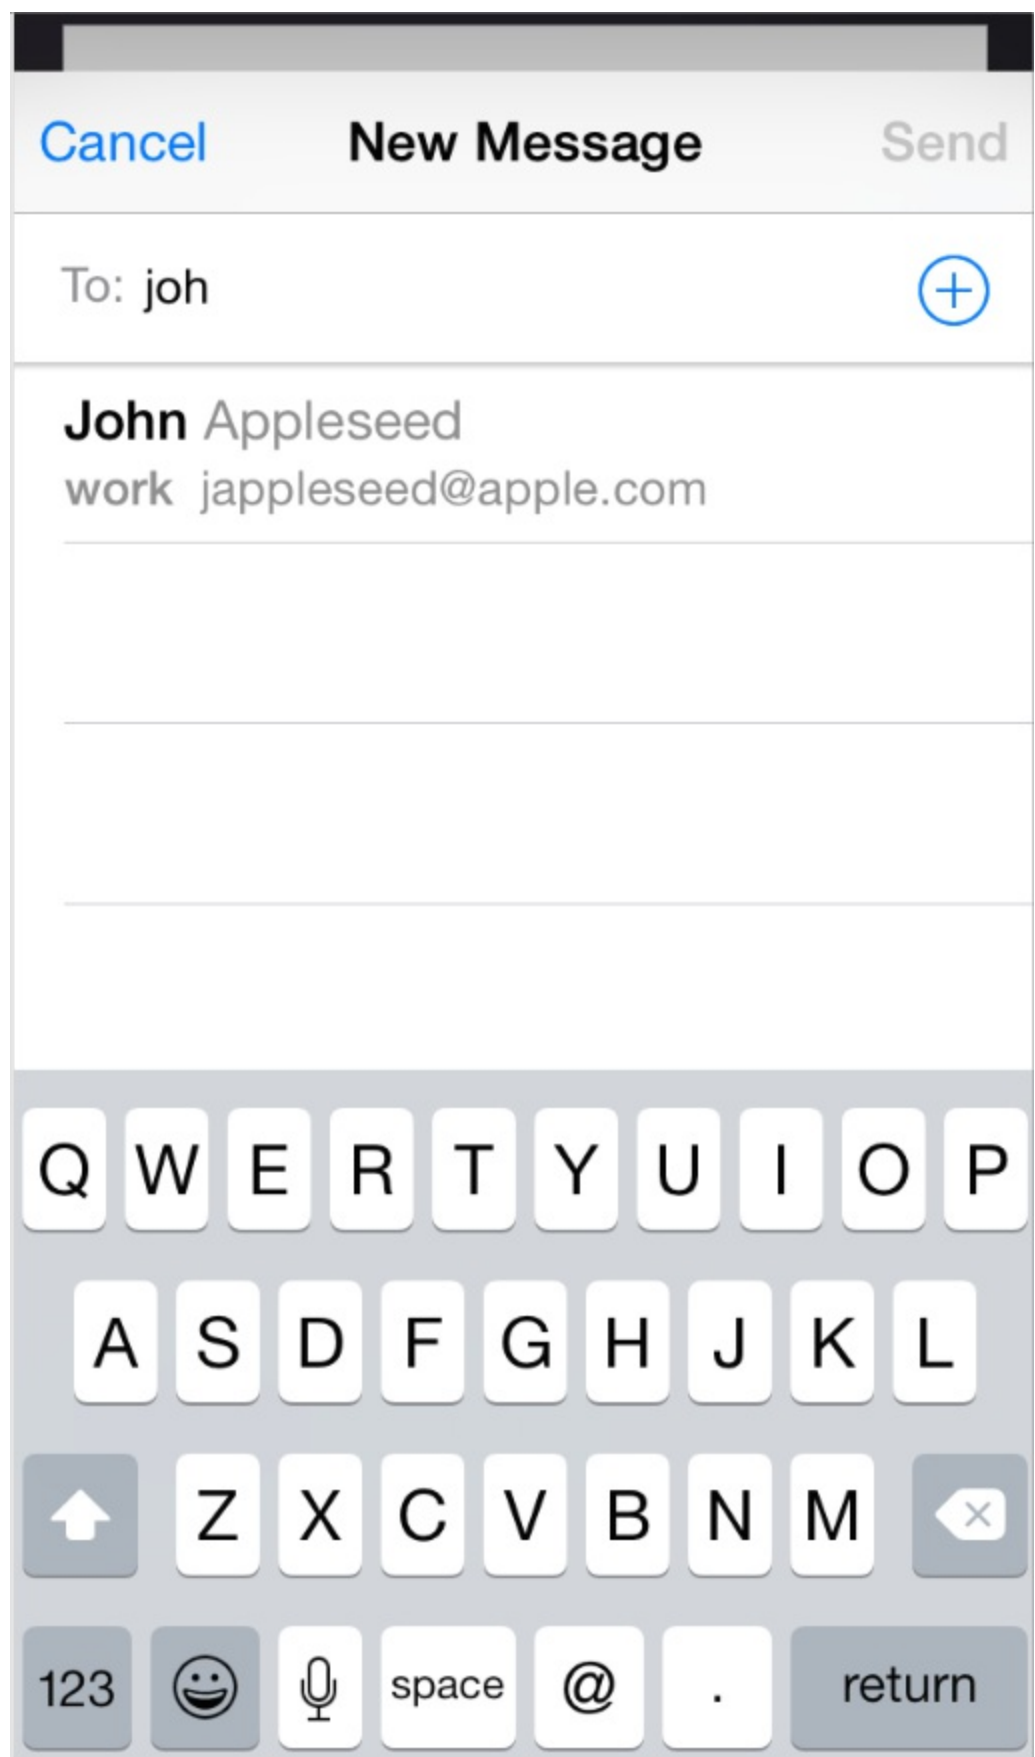 Cancel New Message Send
To: joh
John Appleseed
work jappleseed@apple.com
Q W E R T Y U I O P
A S D F G H J K L
Z X C V B N M
123 space @ . return